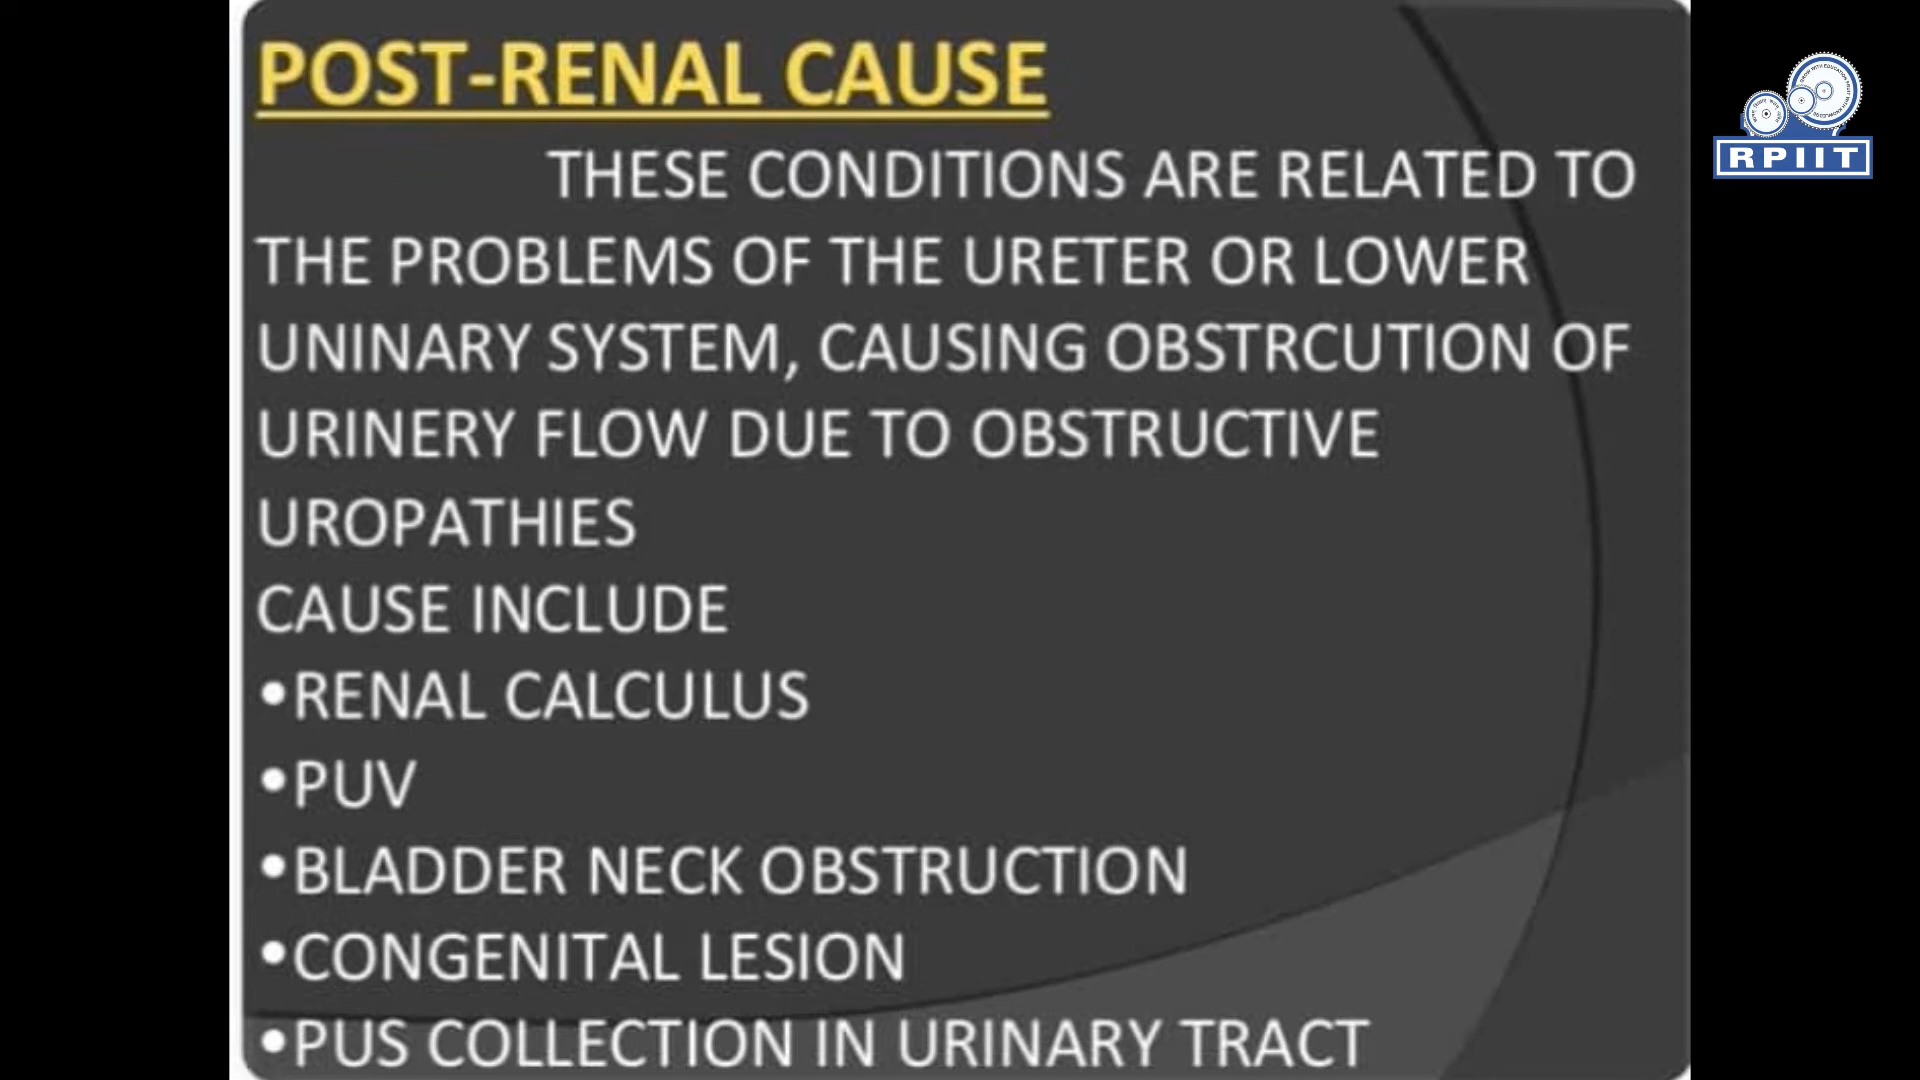 POST-RENAL CAUSE
THESE CONDITIONS ARE RELATED TO
THE PROBLEMS OF THE URETER OR LOWER
UNINARY SYSTEM, CAUSING OBSTRCUTION OF
URINERY FLOW DUE TO OBSTRUCTIVE
UROPATHIES
CAUSE INCLUDE
•RENAL CALCULUS
•PUV
•BLADDER NECK OBSTRUCTION
•CONGENITAL LESION
•PUS COLLECTION IN URINARY TRACT
RPIIT